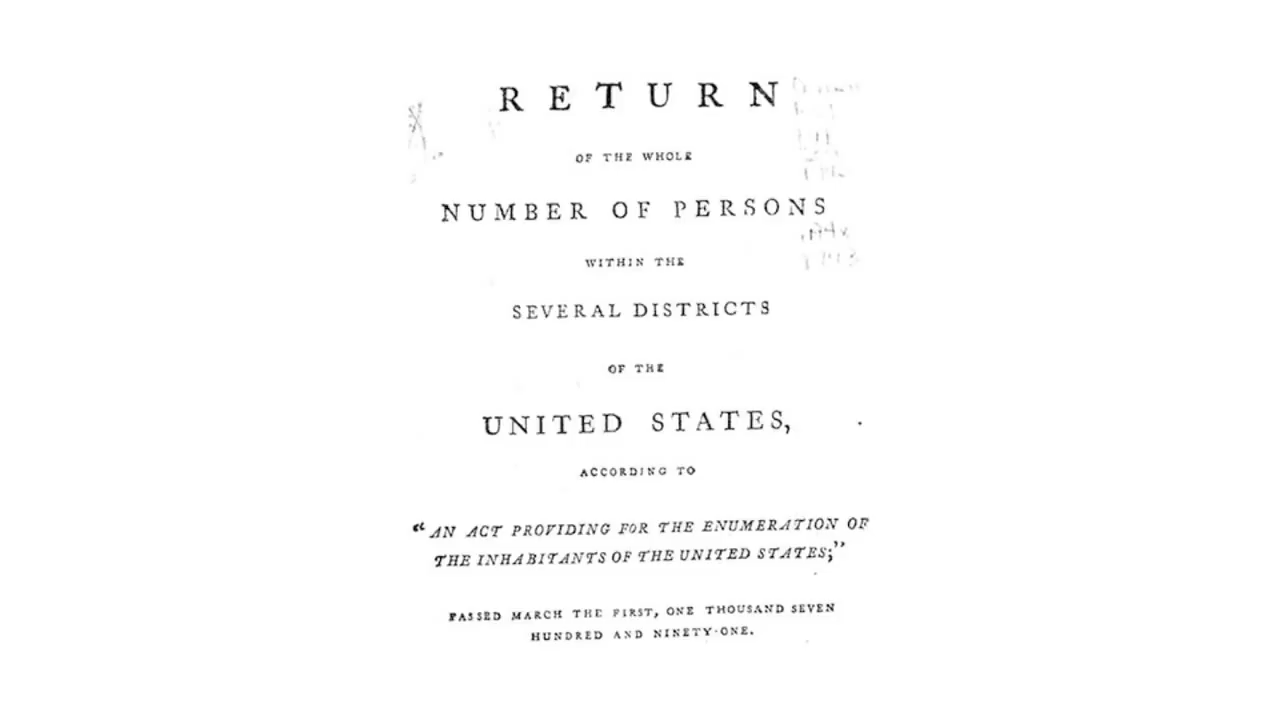 RETURN
OF THE WHOLE
NUMBER OF PERSONS
WITHIN THE
SEVERAL DISTRICTS
OF THE
UNITED STATES,
ACCORDING TO
“AN ACT PROVIDING FOR THE ENUMERATION OF
THE INHABITANTS OF THE UNITED STATES;”
PASSED MARCH THE FIRST, ONE THOUSAND SEVEN
HUNDRED AND NINETY-ONE.